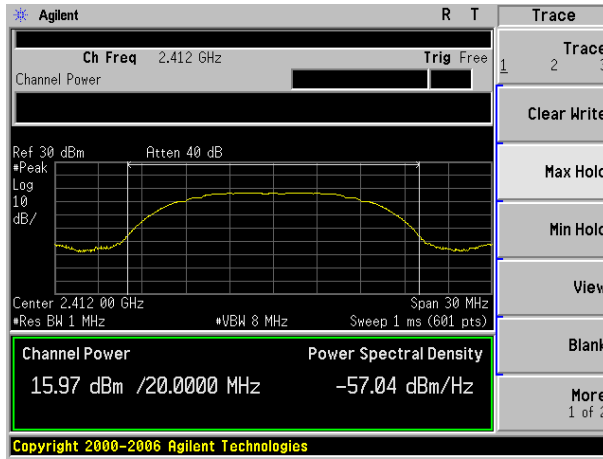 Agilent R T Trace
Ch Freq 2.412 GHz Trig Free
Channel Power
Trace
1 2 3
Clear Write
Max Hold
Min Hold
View
Blank
More
1 of 2
Ref 30 dBm Atten 40 dB
#Peak
Log
10
dB/
Center 2.412 00 GHz Span 30 MHz
#Res BW 1 MHz #VBW 8 MHz Sweep 1 ms (601 pts)
Channel Power Power Spectral Density
15.97 dBm /20.0000 MHz -57.04 dBm/Hz
Copyright 2000-2006 Agilent Technologies